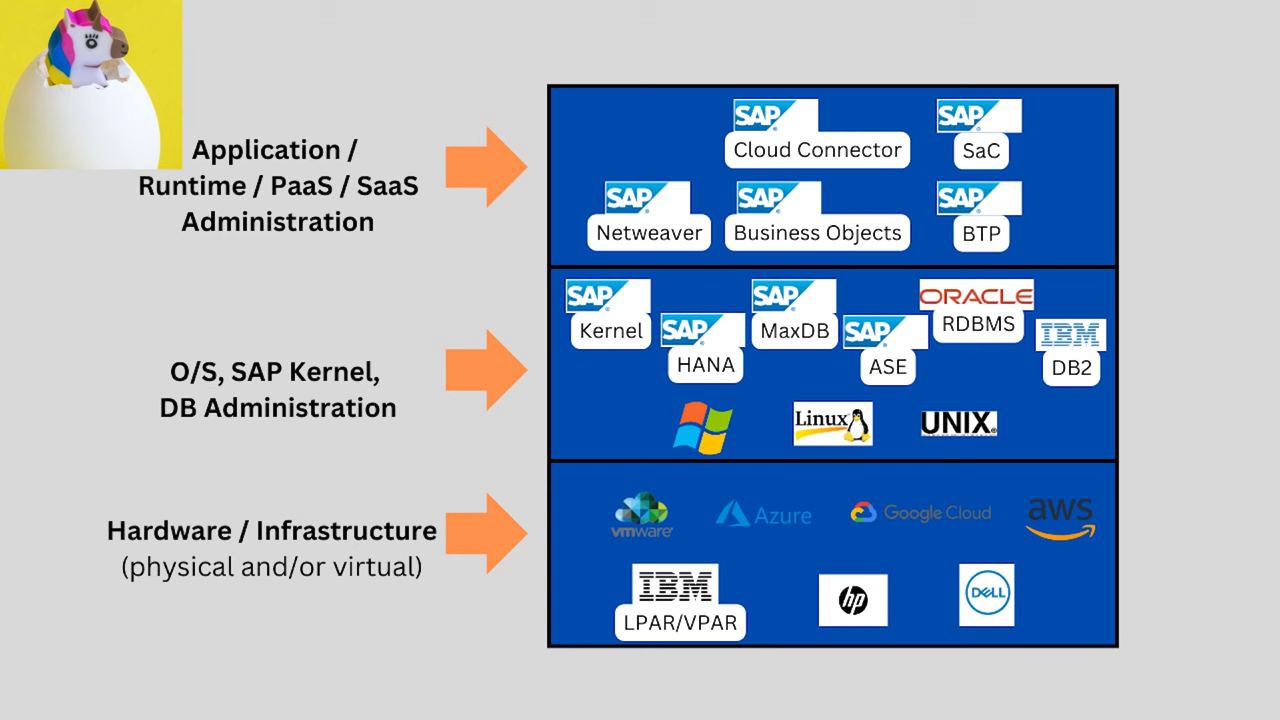 Application /
Runtime / PaaS / SaaS
Administration
SAP
Cloud Connector
SAP
SaC
SAP
Netweaver
SAP
Business Objects
SAP
BTP
O/S, SAP Kernel,
DB Administration
SAP
Kernel
SAP
HANA
SAP
MaxDB
SAP
ASE
ORACLE
RDBMS
IBM
DB2
Linux
UNIX®
Hardware / Infrastructure
(physical and/or virtual)
vmware
Azure
Google Cloud
aws
IBM
LPAR/VPAR
hp
DELL